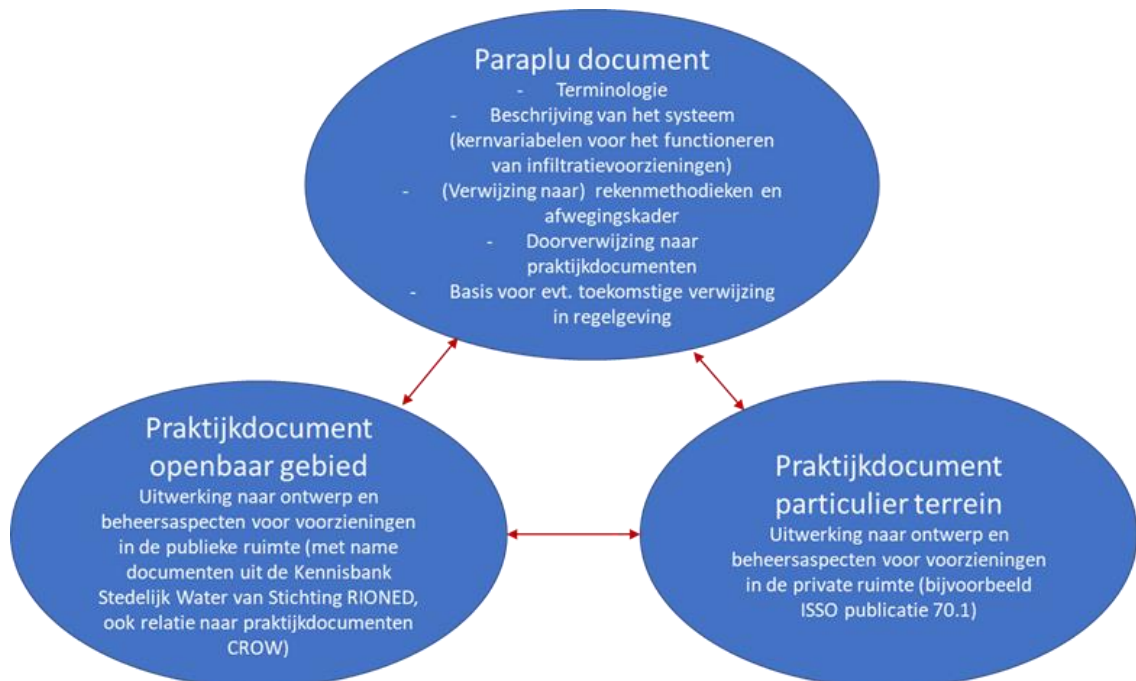 Paraplu document
- Terminologie
- Beschrijving van het systeem
(kernvariabelen voor het functioneren
van infiltratievoorzieningen)
- (Verwijzing naar) rekenmethodieken en
afwegingskader
- Doorverwijzing naar
praktijkdocumenten
- Basis voor evt. toekomstige verwijzing
in regelgeving
Praktijkdocument
openbaar gebied
Uitwerking naar ontwerp en
beheersaspecten voor voorzieningen
in de publieke ruimte (met name
documenten uit de Kennisbank
Stedelijk Water van Stichting RIONED,
ook relatie naar praktijkdocumenten
CROW)
Praktijkdocument
particulier terrein
Uitwerking naar ontwerp en
beheersaspecten voor voorzieningen
in de private ruimte (bijvoorbeeld
ISSO publicatie 70.1)